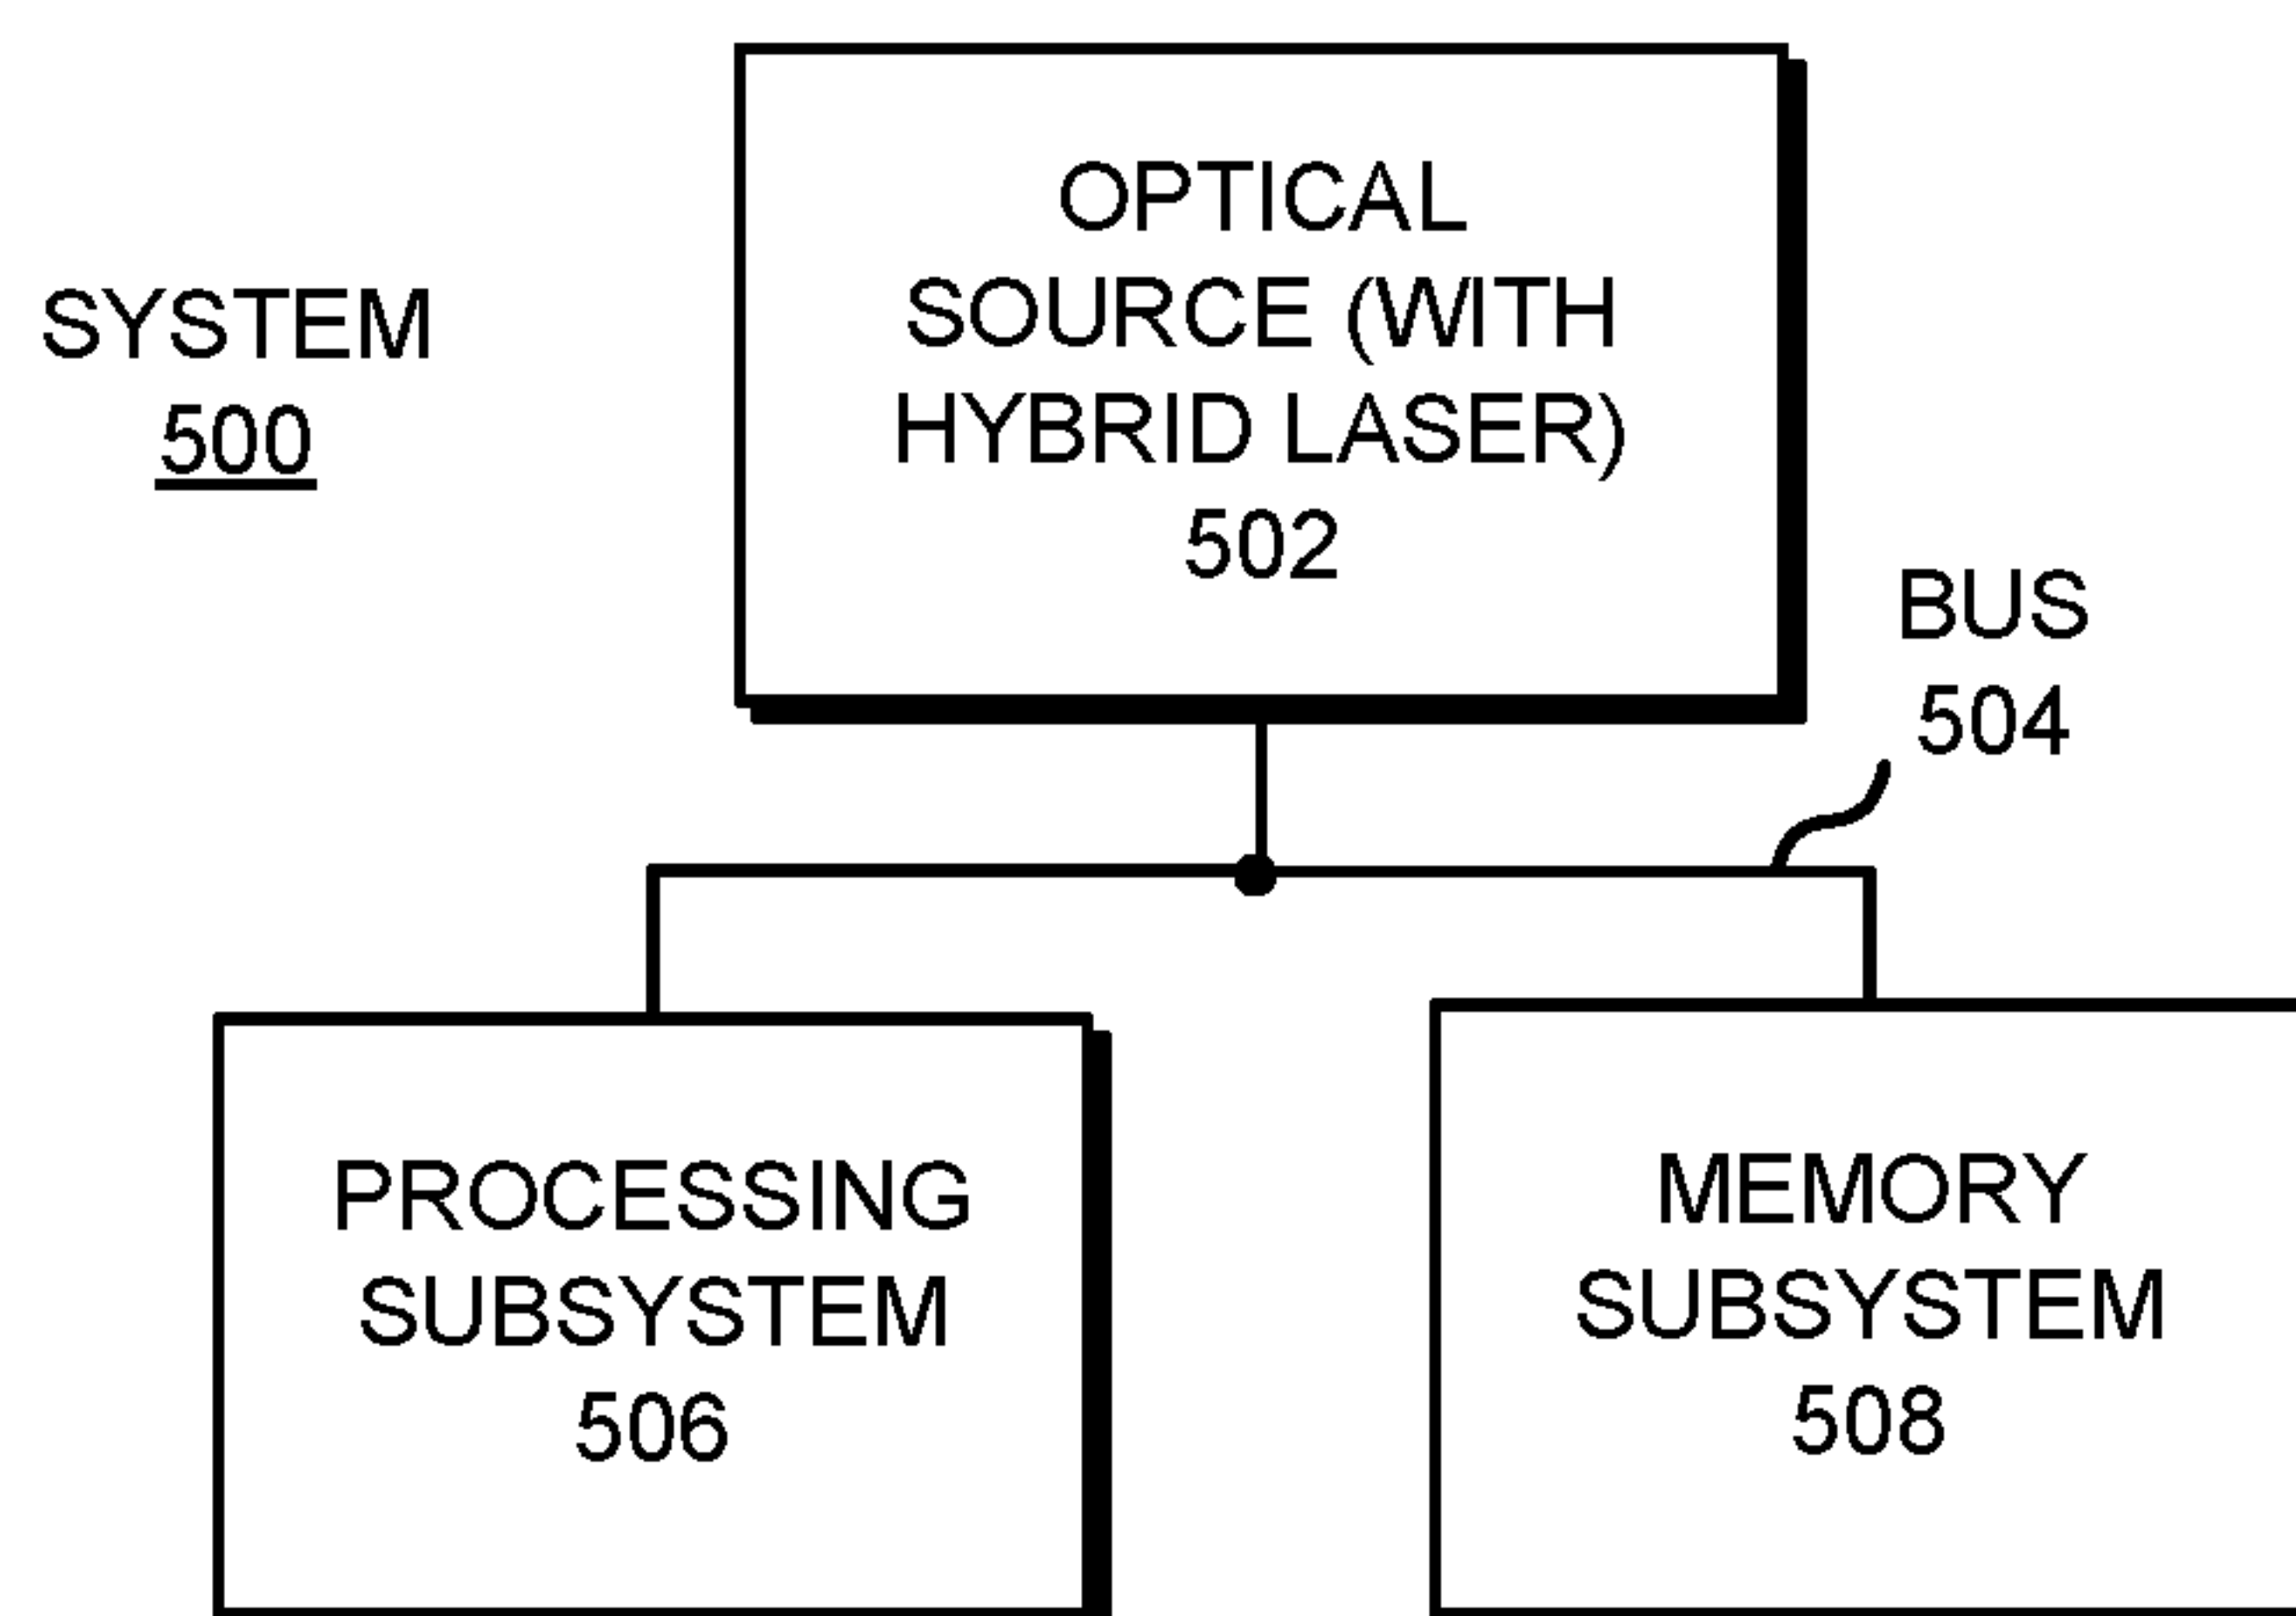 SYSTEM
500
OPTICAL
SOURCE (WITH
HYBRID LASER)
502
BUS
504
PROCESSING
SUBSYSTEM
506
MEMORY
SUBSYSTEM
508